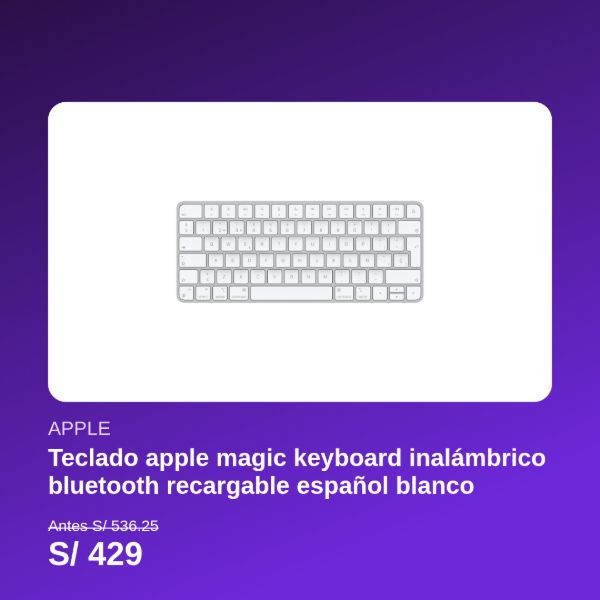 APPLE
Teclado apple magic keyboard inalámbrico
bluetooth recargable español blanco
Antes S/ 536.25
S/ 429